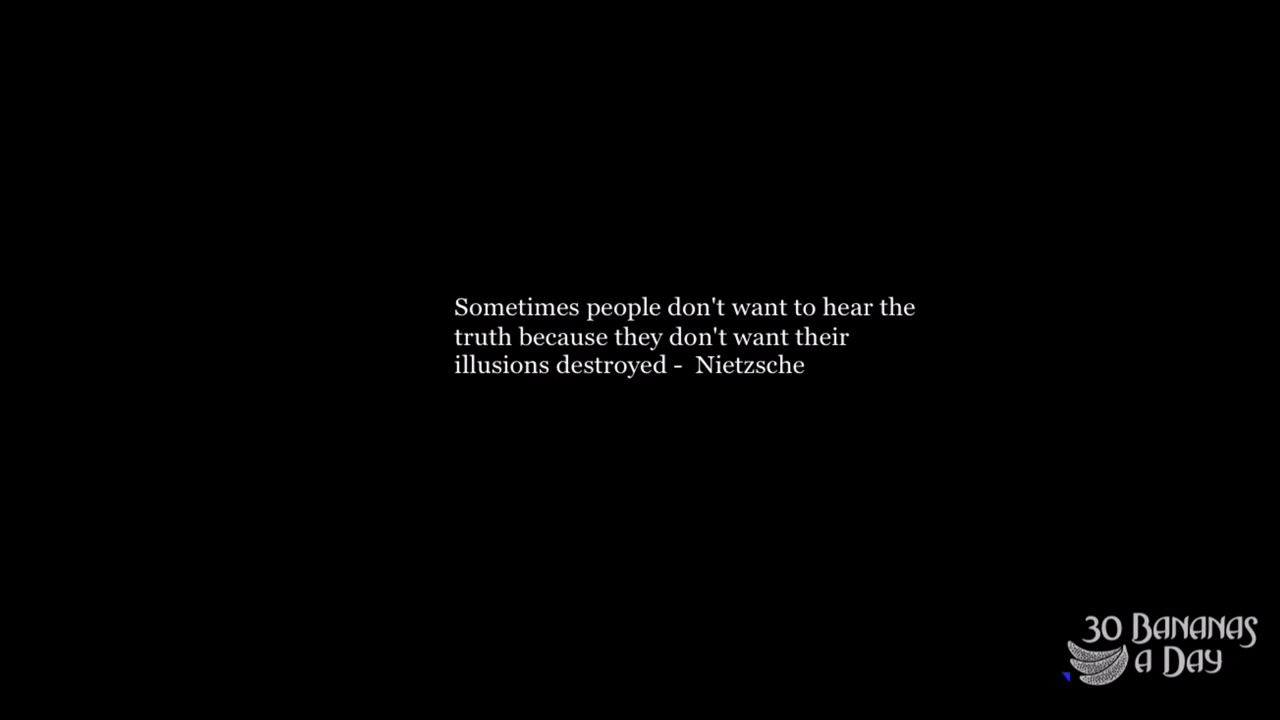 Sometimes people don't want to hear the
truth because they don't want their
illusions destroyed -  Nietzsche
30 BANANAS
A DAY